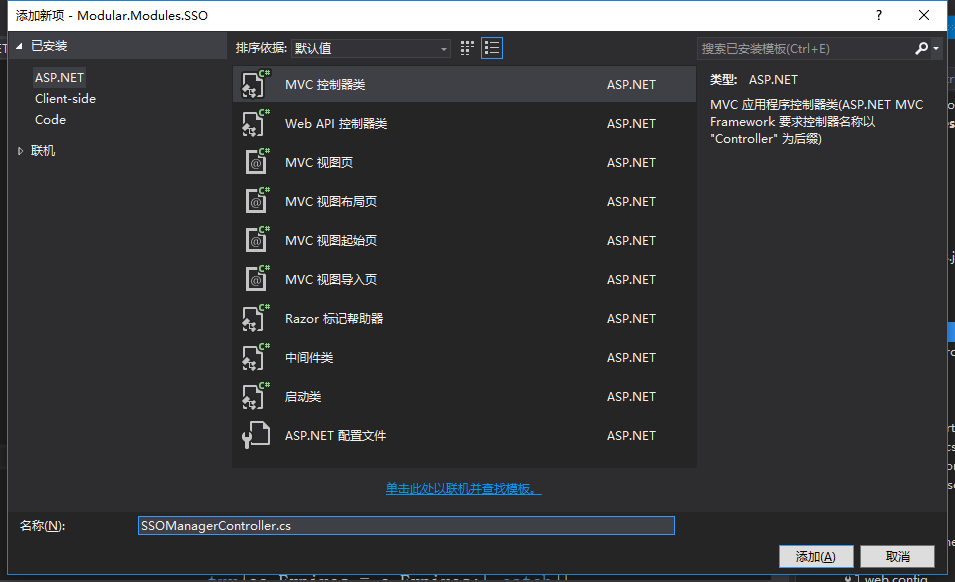 添加新项 - Modular.Modules.SSO
?
已安装
排序依据: 默认值
搜索已安装模板(Ctrl+E)
ASP.NET
Client-side
Code
联机
C# MVC 控制器类 ASP.NET
C# Web API 控制器类 ASP.NET
C# @ MVC 视图页 ASP.NET
C# @ MVC 视图布局页 ASP.NET
C# @ MVC 视图起始页 ASP.NET
C# @ MVC 视图导入页 ASP.NET
C# Razor 标记帮助器 ASP.NET
C# 中间件类 ASP.NET
C# 启动类 ASP.NET
ASP.NET 配置文件 ASP.NET
类型: ASP.NET
MVC 应用程序控制器类(ASP.NET MVC
Framework 要求控制器名称以
"Controller" 为后缀)
单击此处以联机并查找模板。
名称(N):
SSOManagerController.cs
添加(A)
取消